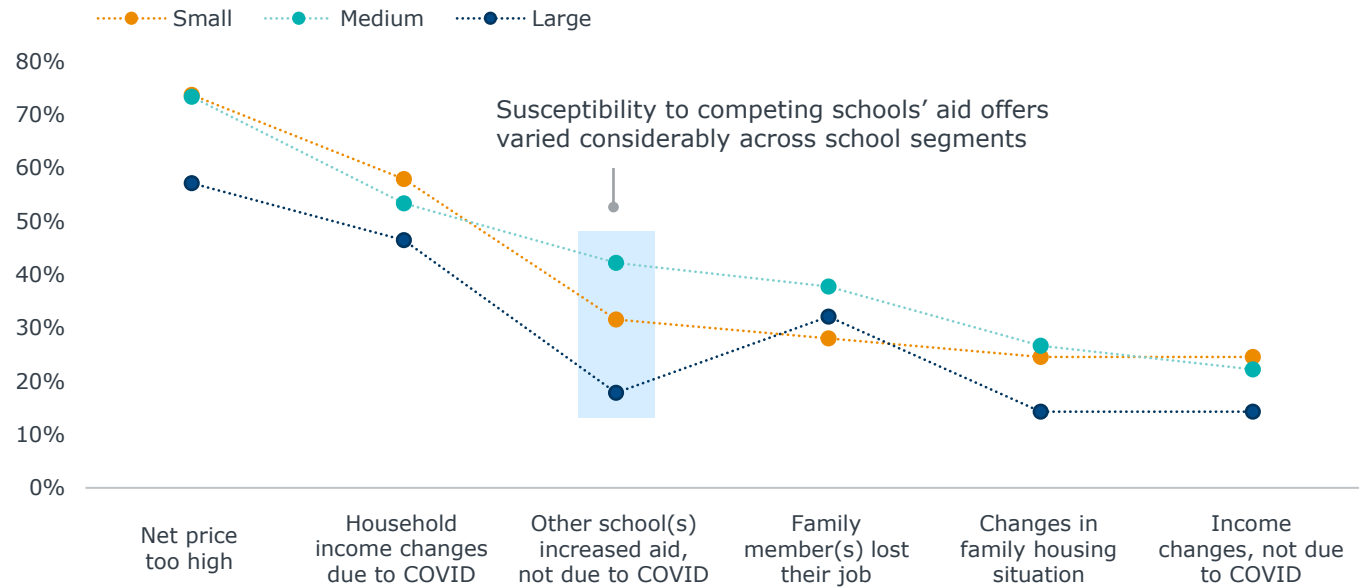 Small Medium Large
80%
70%
60%
50%
40%
30%
20%
10%
0%
Susceptibility to competing schools’ aid offers
varied considerably across school segments
Net price
too high
Household
income changes
due to COVID
Other school(s)
increased aid,
not due to COVID
Family
member(s) lost
their job
Changes in
family housing
situation
Income
changes, not due
to COVID